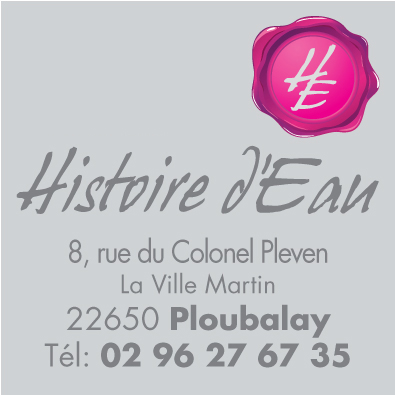 HE
Histoire d'Eau
8, rue du Colonel Pleven
La Ville Martin
22650 Ploubalay
Tél: 02 96 27 67 35